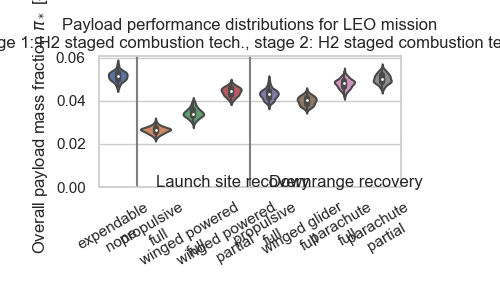 Payload performance distributions for LEO mission
ge 1: H2 staged combustion tech., stage 2: H2 staged combustion te
Overall payload mass fraction π* [
0.06
0.04
0.02
0.00
Launch site recovery
Downrange recovery
expendable
none
propulsive
full
winged powered
full
winged powered
partial
propulsive
full
winged glider
full
parachute
full
parachute
partial